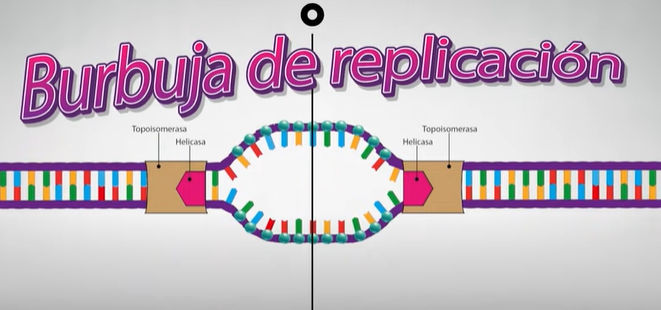 Burbuja de replicación
Topoisomerasa
Helicasa
Topoisomerasa
Helicasa